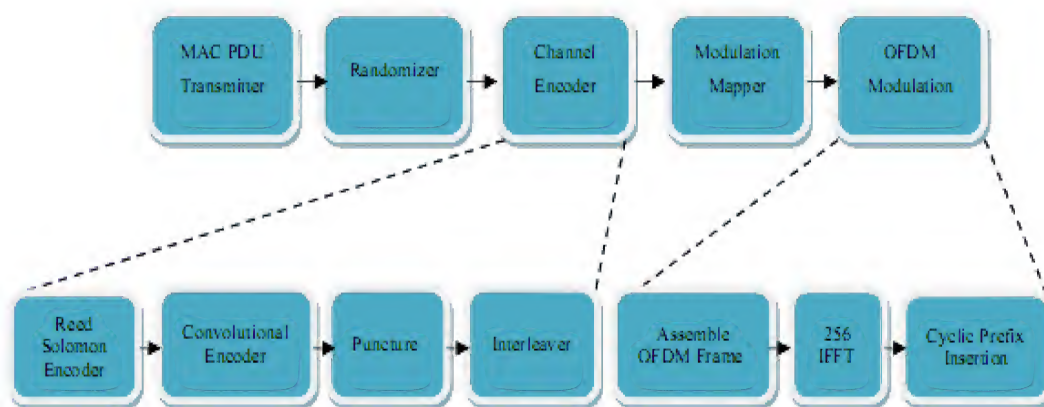 MAC PDU
Transmitter
Randomizer
Channel
Encoder
Modulation
Mapper
OFDM
Modulation
Reed
Solomon
Encoder
Convolutional
Encoder
Puncture
Interleaver
Assemble
OFDM Frame
256
IFFT
Cyclic Prefix
Insertion